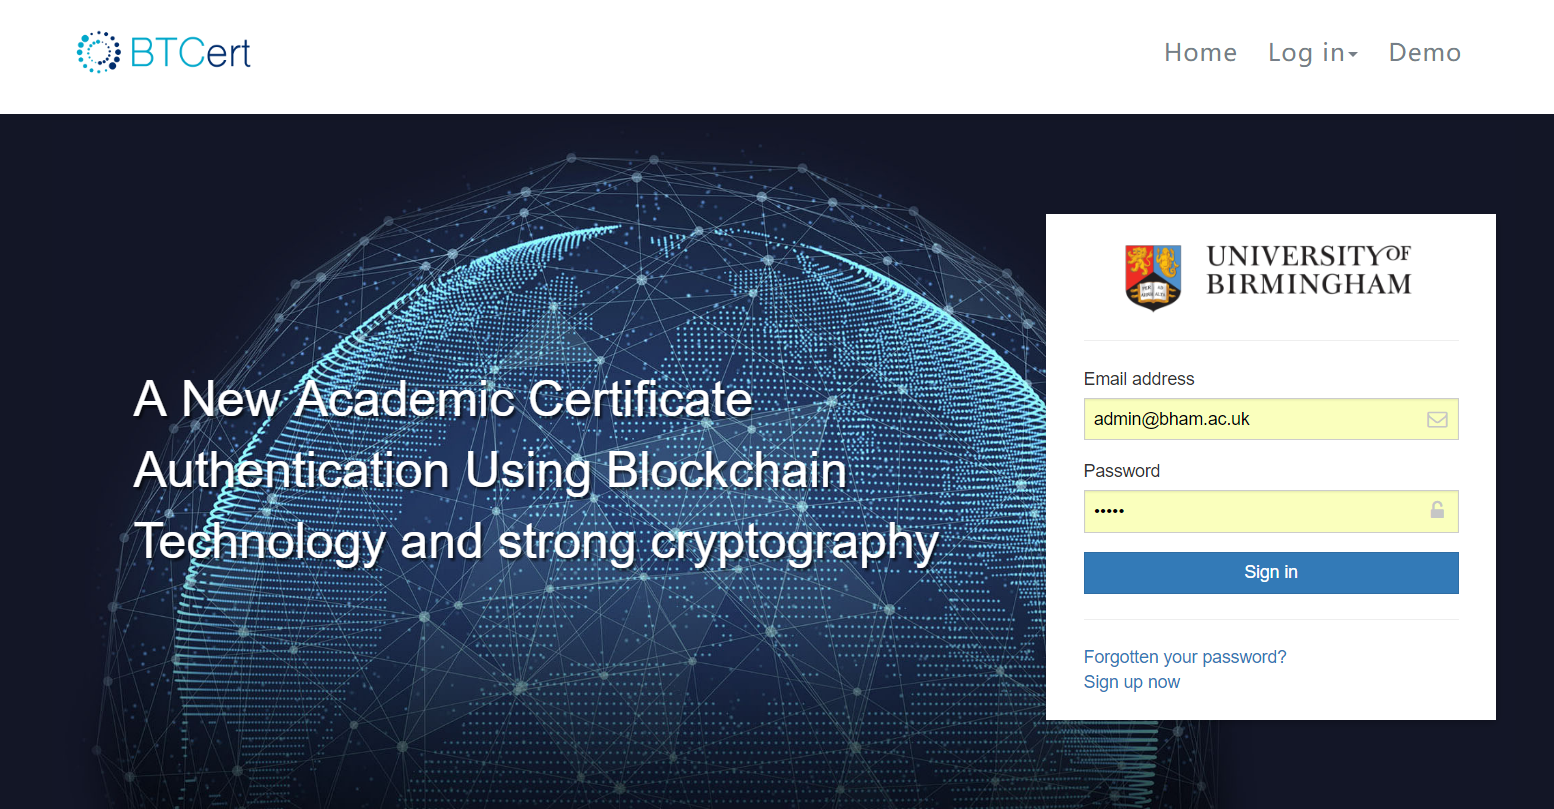 BTCert
Home Log in Demo
UNIVERSITY OF
BIRMINGHAM
A New Academic Certificate
Authentication Using Blockchain
Technology and strong cryptography
Email address
admin@bham.ac.uk
Password
•••••
Sign in
Forgotten your password?
Sign up now